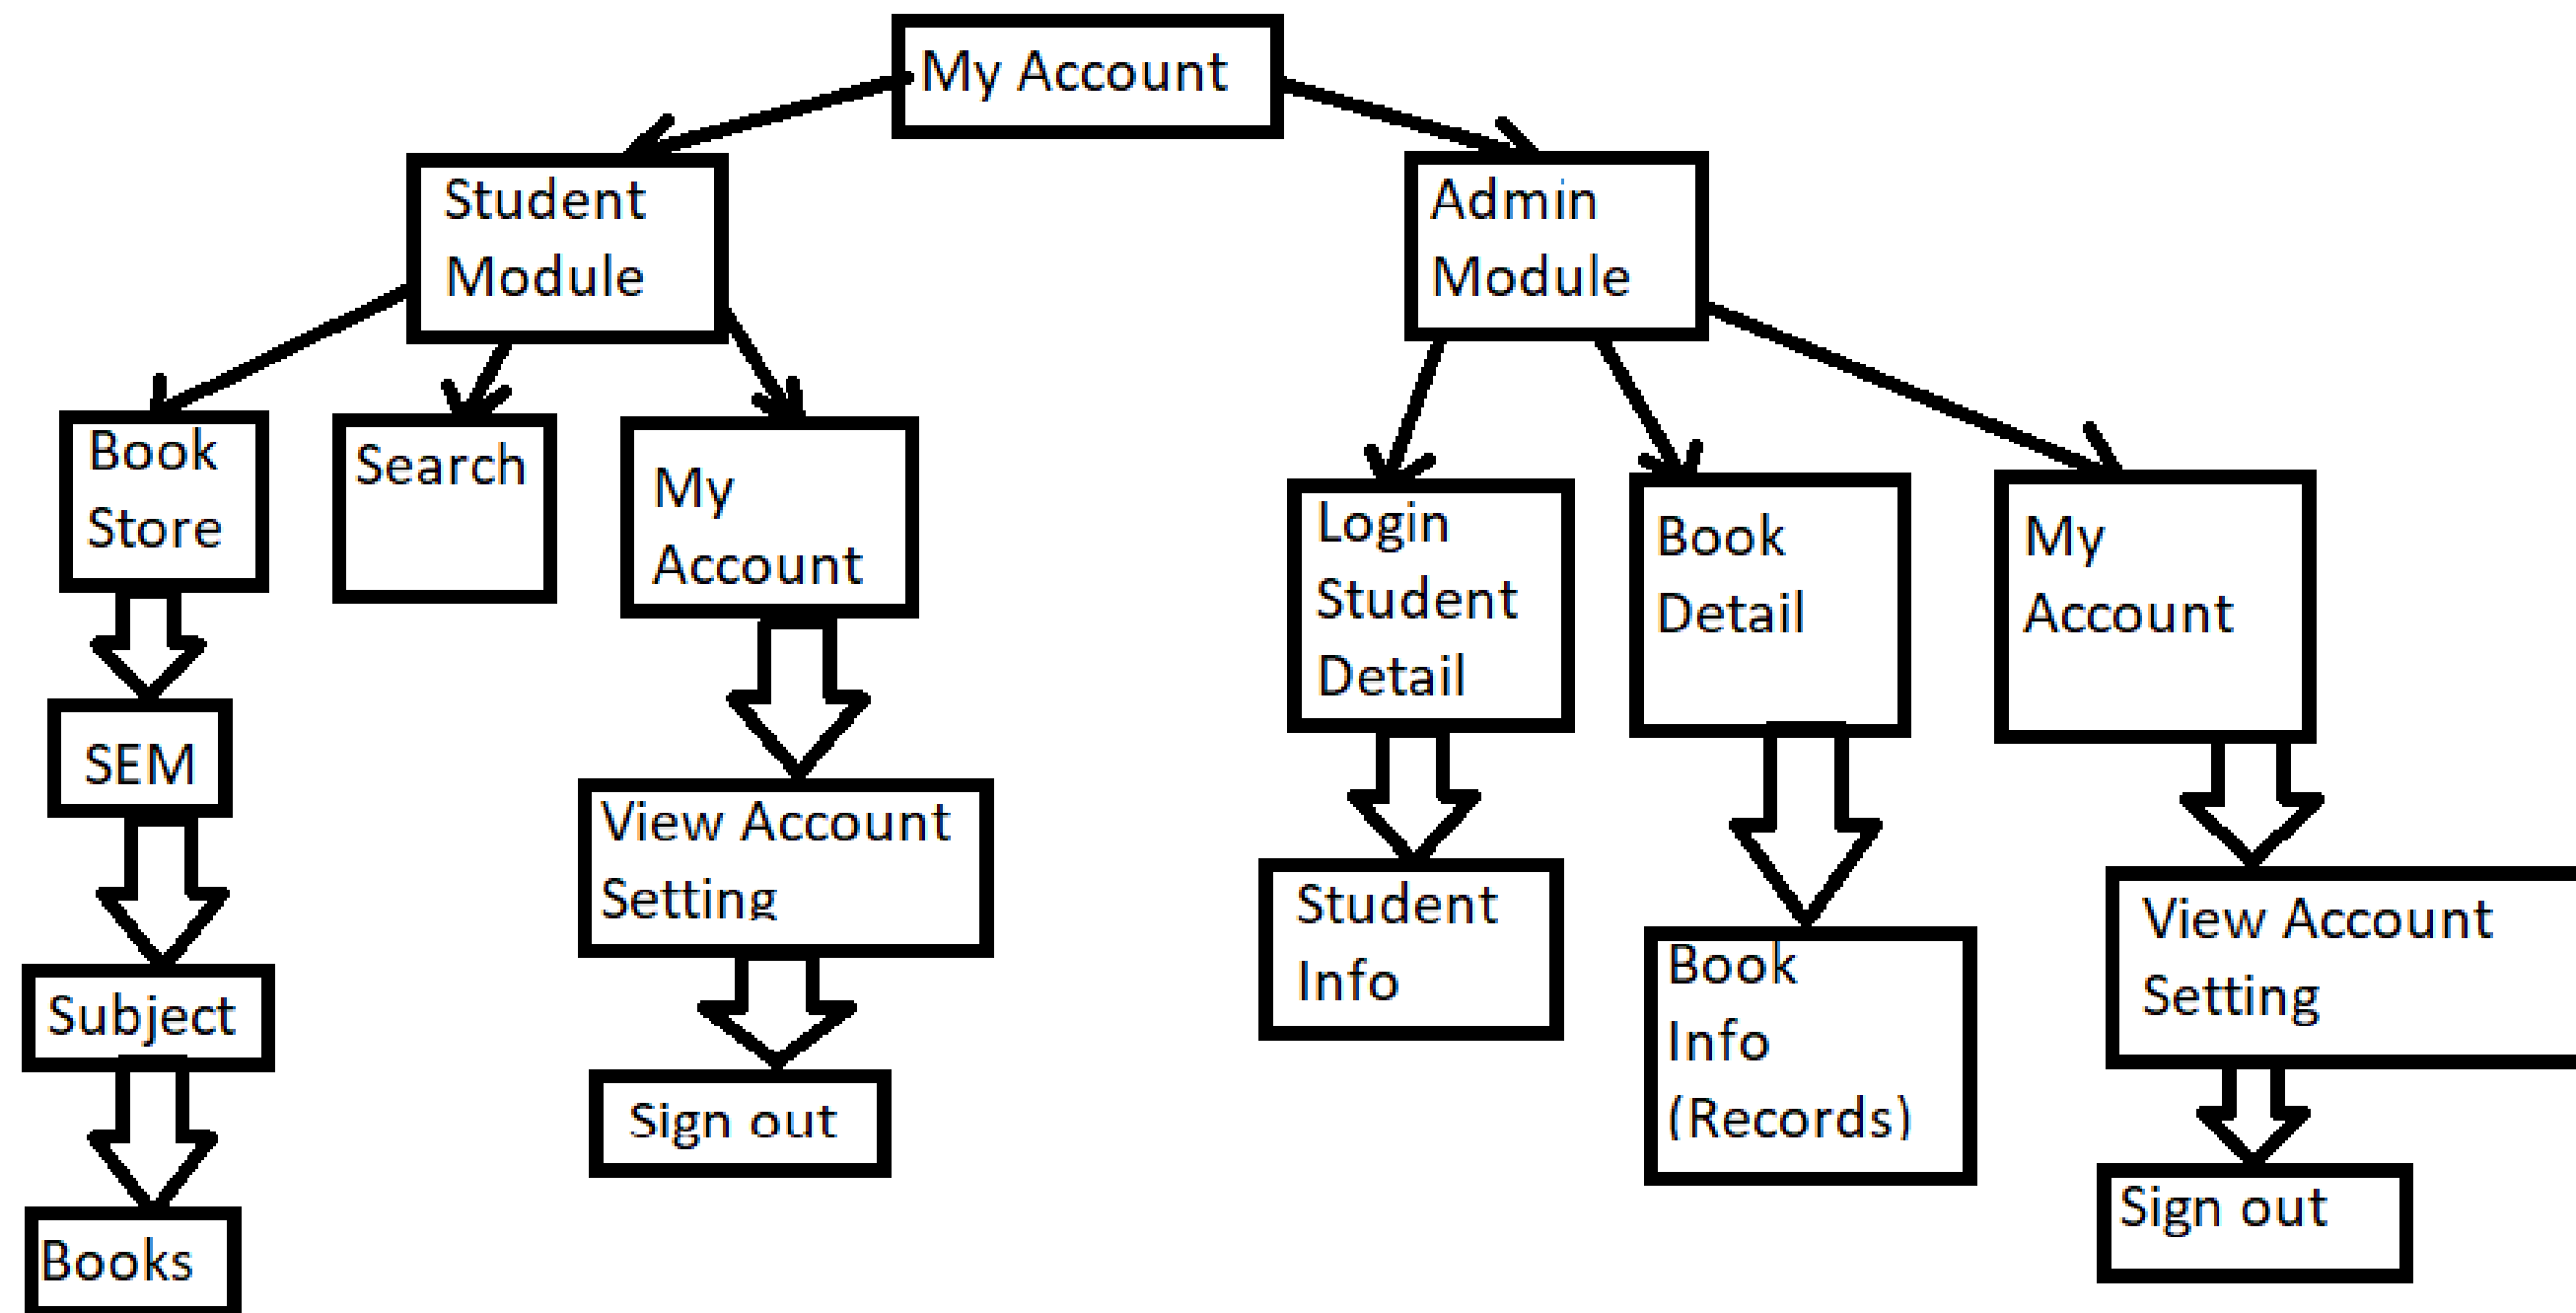 My Account
Student
Module
Admin
Module
Book
Store
Search
My
Account
Login
Student
Detail
Book
Detail
My
Account
SEM
View Account
Setting
Student
Info
Book
Info
(Records)
View Account
Setting
Subject
Sign out
Sign out
Books